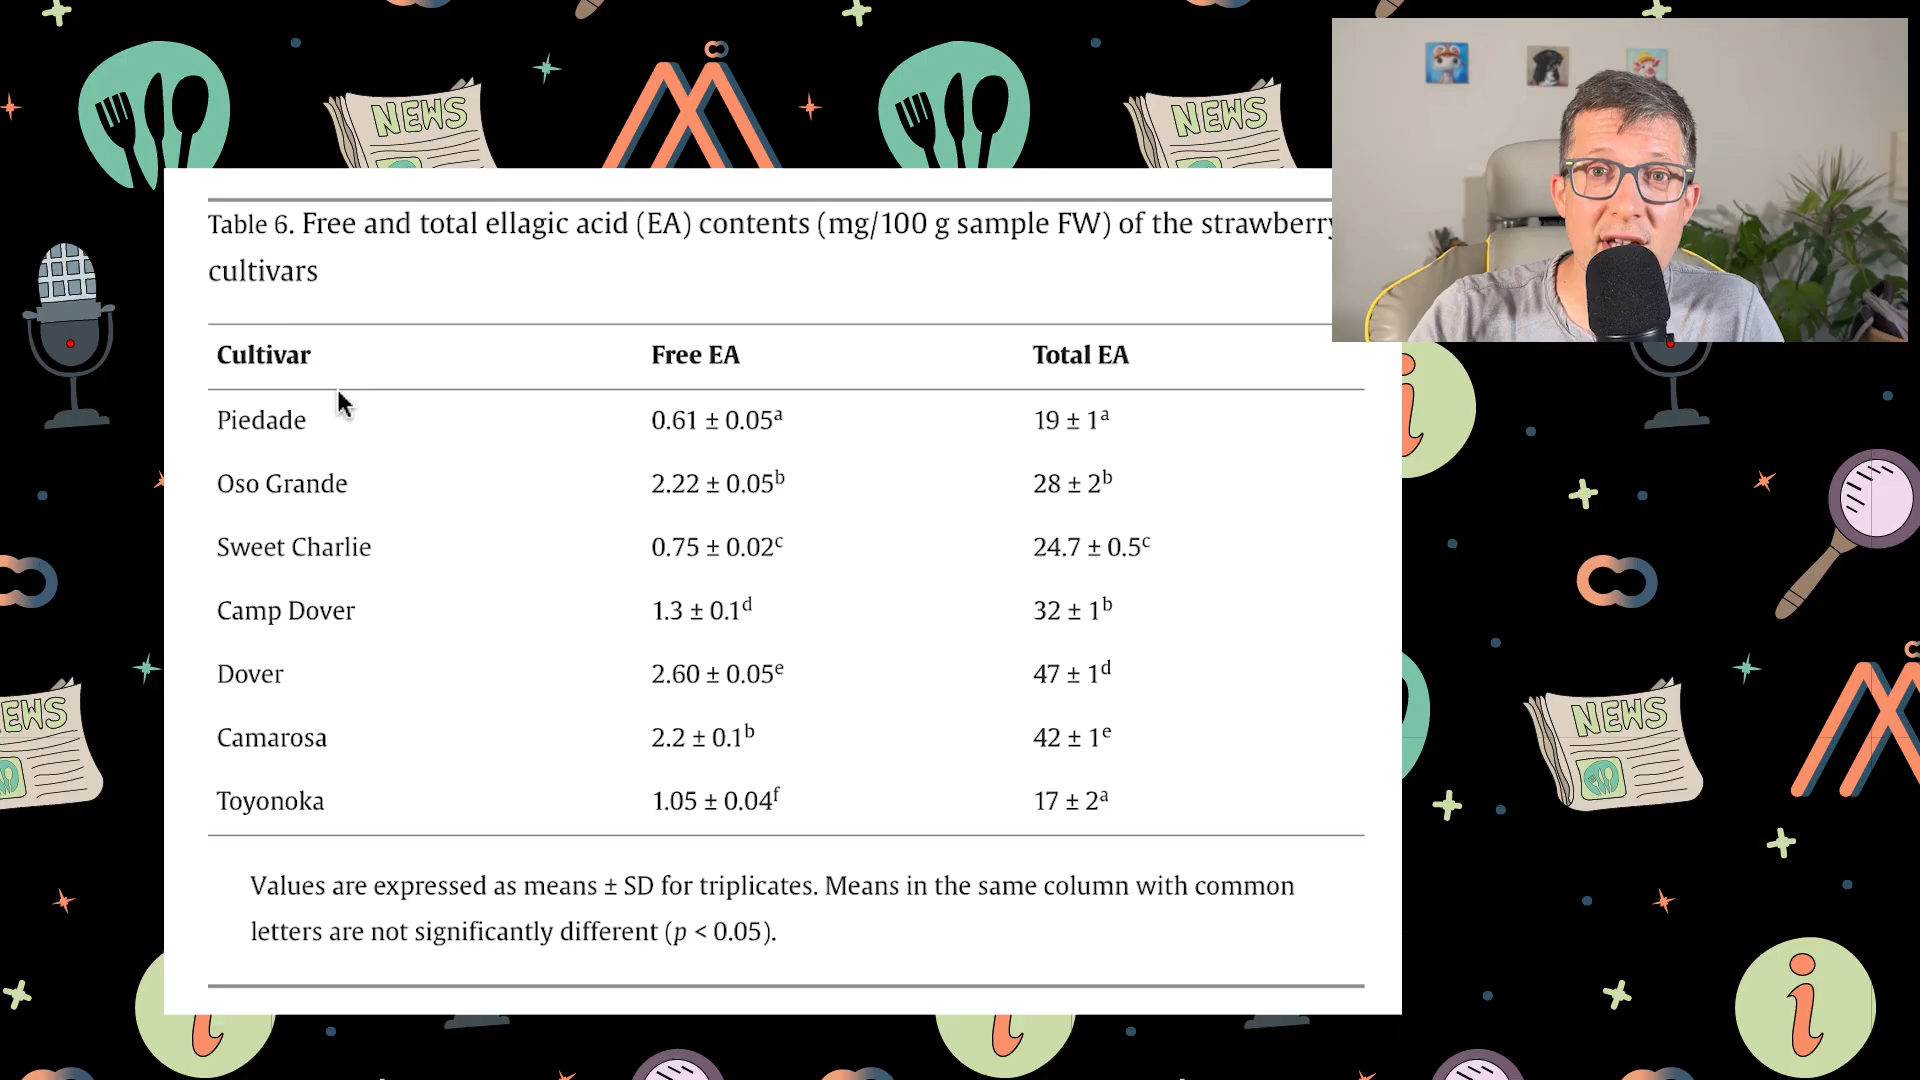 NEWS
NEWS
Table 6. Free and total ellagic acid (EA) contents (mg/100 g sample FW) of the strawberry
cultivars
Cultivar Free EA Total EA
Piedade 0.61 ± 0.05ᵃ 19 ± 1ᵃ
Oso Grande 2.22 ± 0.05ᵇ 28 ± 2ᵇ
Sweet Charlie 0.75 ± 0.02ᶜ 24.7 ± 0.5ᶜ
Camp Dover 1.3 ± 0.1ᵈ 32 ± 1ᵇ
Dover 2.60 ± 0.05ᵉ 47 ± 1ᵈ
Camarosa 2.2 ± 0.1ᵇ 42 ± 1ᵉ
Toyonoka 1.05 ± 0.04ᶠ 17 ± 2ᵃ
Values are expressed as means ± SD for triplicates. Means in the same column with common
letters are not significantly different (p < 0.05).
EWS
NEWS
i
i
i
i